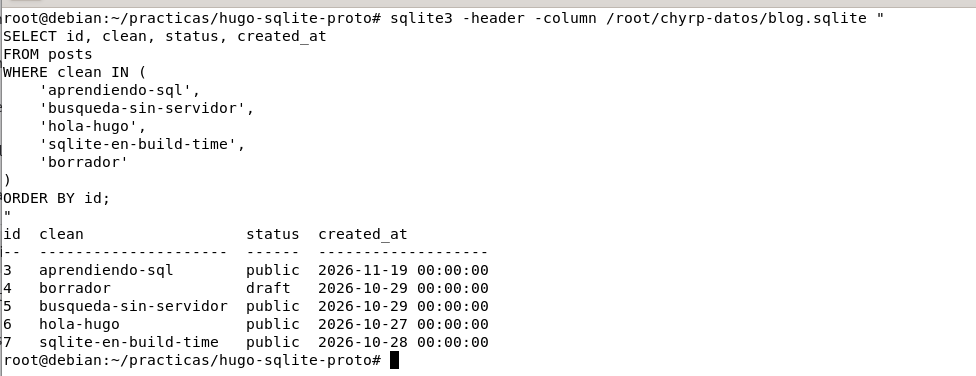 root@debian:~/practicas/hugo-sqlite-proto# sqlite3 -header -column /root/chyrp-datos/blog.sqlite "
SELECT id, clean, status, created_at
FROM posts
WHERE clean IN (
    'aprendiendo-sql',
    'busqueda-sin-servidor',
    'hola-hugo',
    'sqlite-en-build-time',
    'borrador'
)
ORDER BY id;
"
id  clean                  status  created_at
--  ---------------------  ------  -------------------
3   aprendiendo-sql        public  2026-11-19 00:00:00
4   borrador               draft   2026-10-29 00:00:00
5   busqueda-sin-servidor  public  2026-10-29 00:00:00
6   hola-hugo              public  2026-10-27 00:00:00
7   sqlite-en-build-time   public  2026-10-28 00:00:00
root@debian:~/practicas/hugo-sqlite-proto#